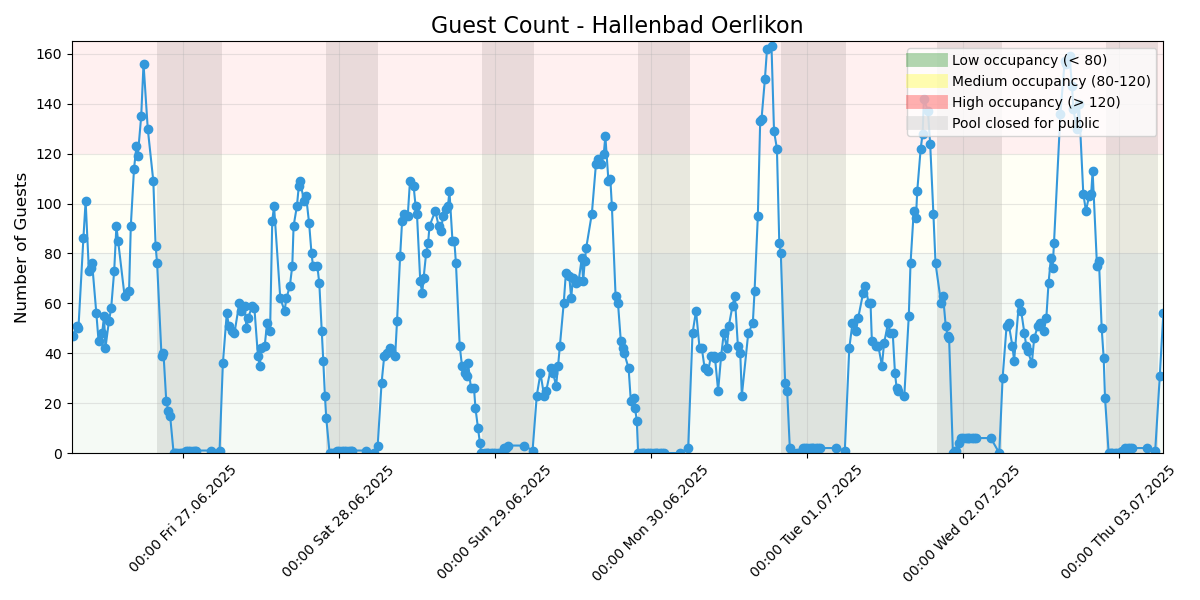 Guest Count - Hallenbad Oerlikon
Number of Guests
160
140
120
100
80
60
40
20
0
Low occupancy (< 80)
Medium occupancy (80-120)
High occupancy (> 120)
Pool closed for public
00:00 Fri 27.06.2025
00:00 Sat 28.06.2025
00:00 Sun 29.06.2025
00:00 Mon 30.06.2025
00:00 Tue 01.07.2025
00:00 Wed 02.07.2025
00:00 Thu 03.07.2025